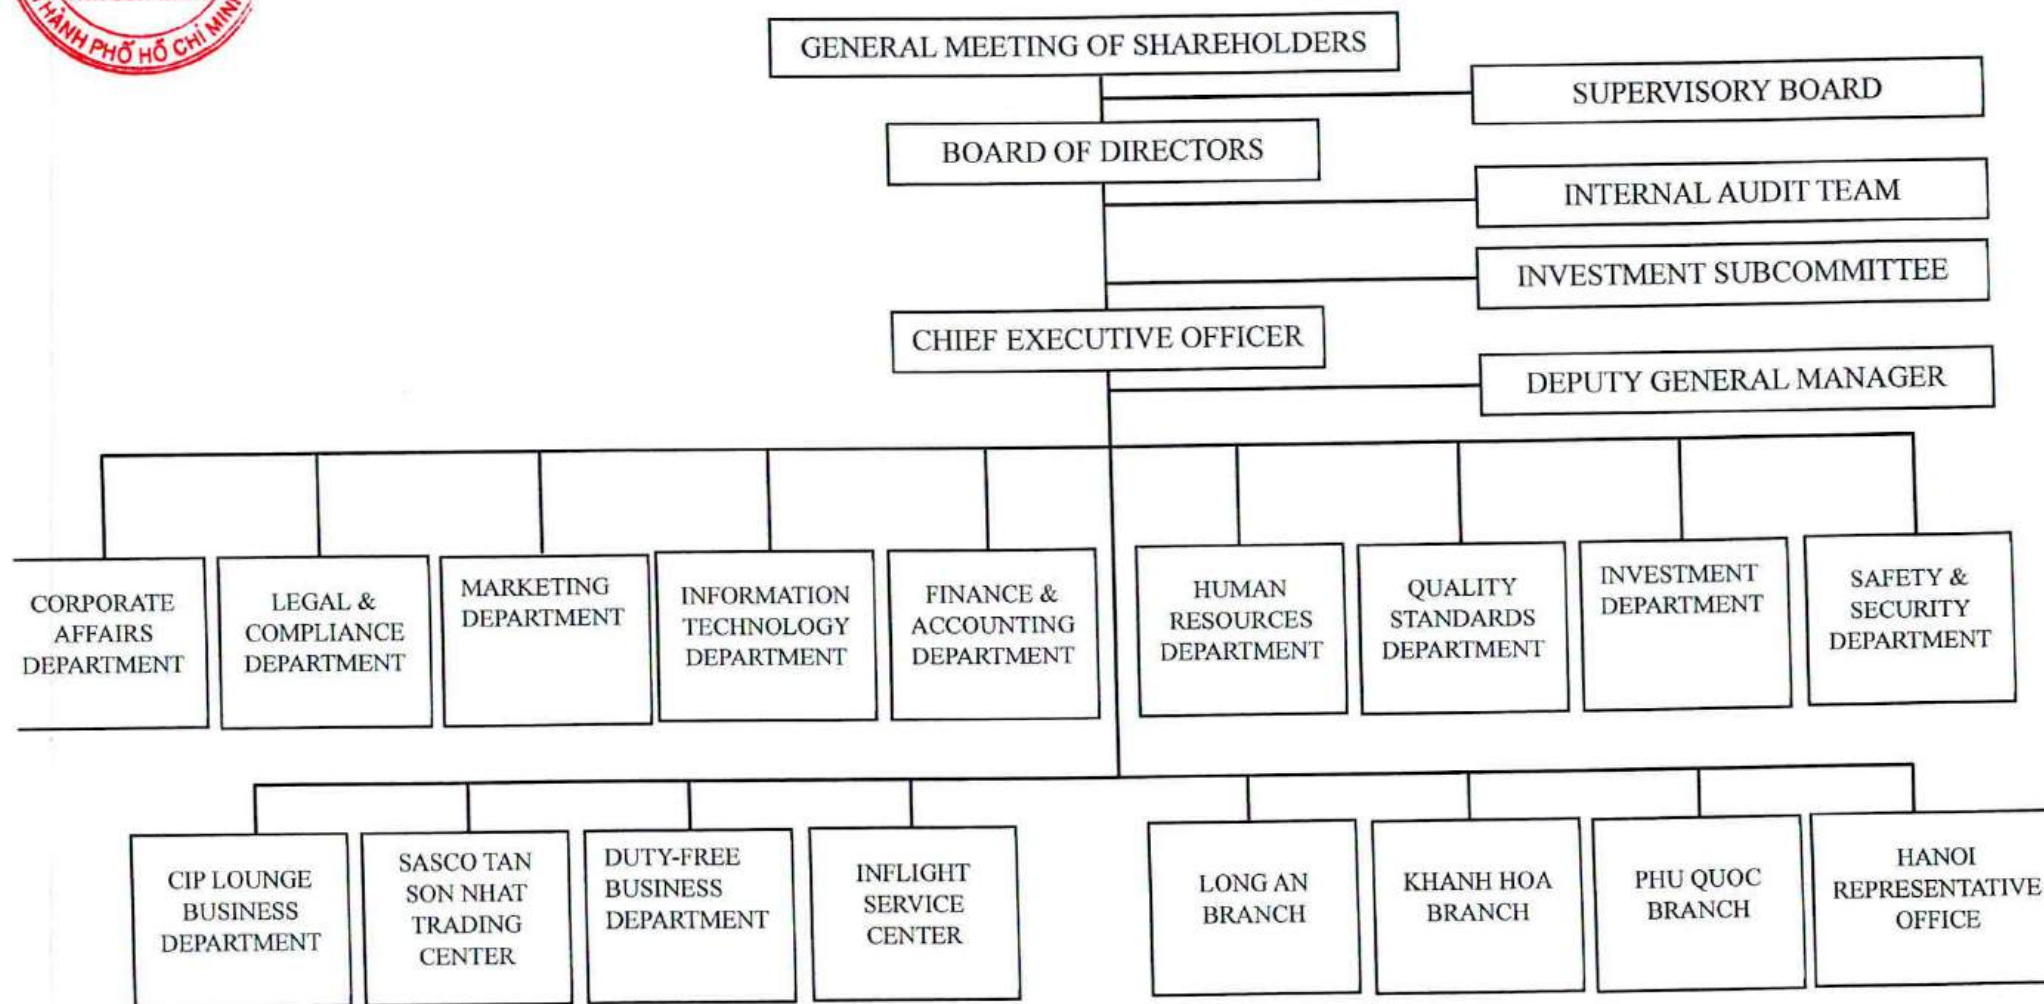 HÀNH PHỐ HỒ CHÍ MINH
GENERAL MEETING OF SHAREHOLDERS
SUPERVISORY BOARD
BOARD OF DIRECTORS
INTERNAL AUDIT TEAM
INVESTMENT SUBCOMMITTEE
CHIEF EXECUTIVE OFFICER
DEPUTY GENERAL MANAGER
CORPORATE
AFFAIRS
DEPARTMENT
LEGAL &
COMPLIANCE
DEPARTMENT
MARKETING
DEPARTMENT
INFORMATION
TECHNOLOGY
DEPARTMENT
FINANCE &
ACCOUNTING
DEPARTMENT
HUMAN
RESOURCES
DEPARTMENT
QUALITY
STANDARDS
DEPARTMENT
INVESTMENT
DEPARTMENT
SAFETY &
SECURITY
DEPARTMENT
CIP LOUNGE
BUSINESS
DEPARTMENT
SASCO TAN
SON NHAT
TRADING
CENTER
DUTY-FREE
BUSINESS
DEPARTMENT
INFLIGHT
SERVICE
CENTER
LONG AN
BRANCH
KHANH HOA
BRANCH
PHU QUOC
BRANCH
HANOI
REPRESENTATIVE
OFFICE